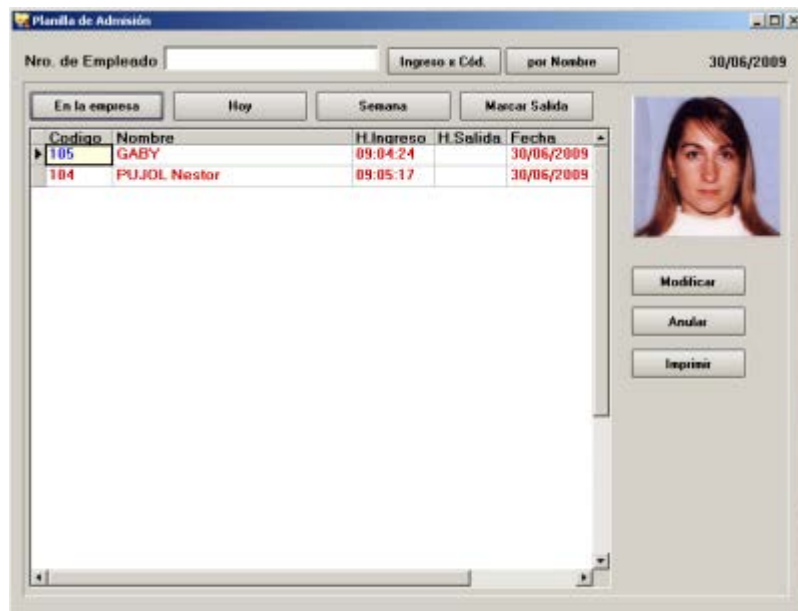 Planilla de Admisión
Nro. de Empleado Ingreso x Cód. por Nombre 30/06/2009
En la empresa Hoy Semana Marcar Salida
Codigo Nombre H.Ingreso H.Salida Fecha
105 GABY 09:04:24 30/06/2009
104 PUJOL Nestor 09:05:17 30/06/2009
Modificar
Anular
Imprimir